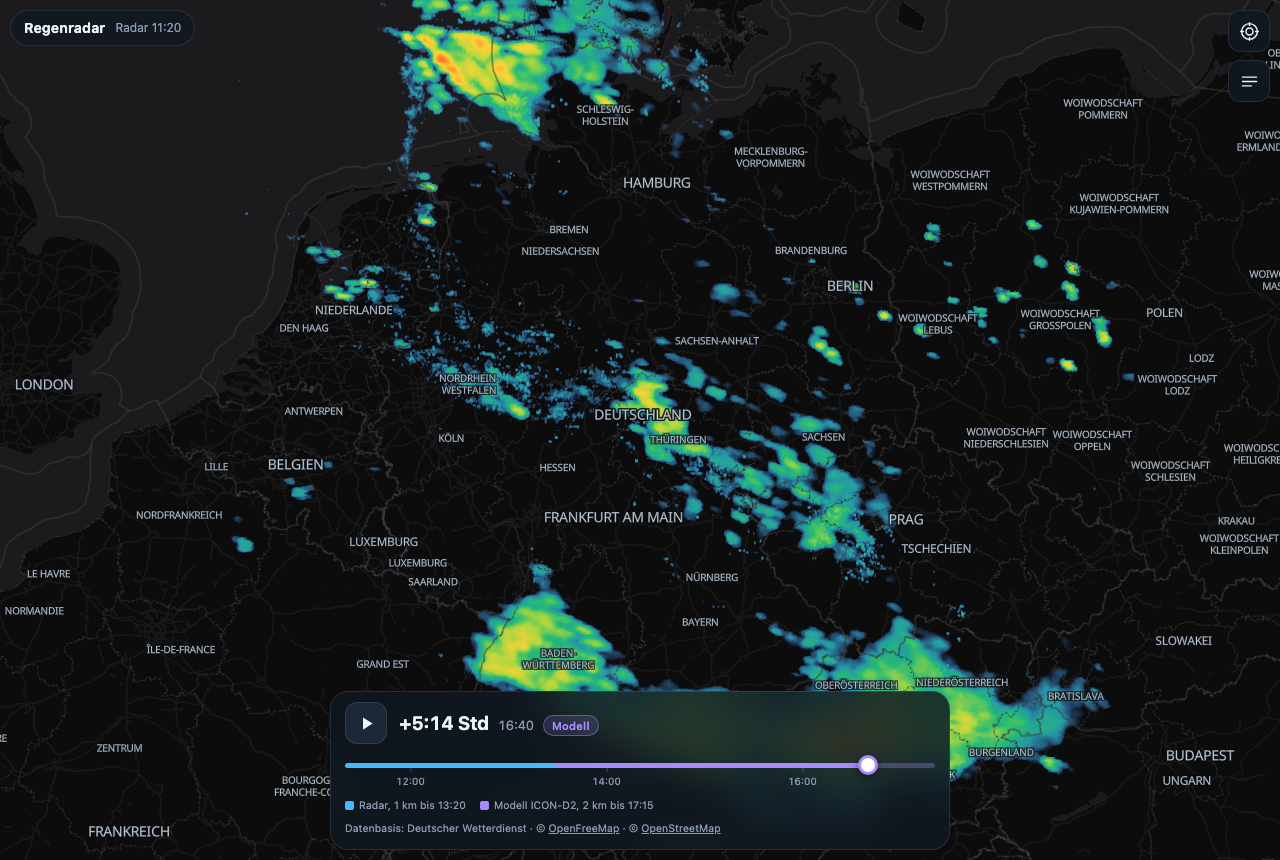 Regenradar Radar 11:20
SCHLESWIG-
HOLSTEIN
WOIWODSCHAFT
POMMERN
MECKLENBURG-
VORPOMMERN
HAMBURG
WOIWODSCHAFT
WESTPOMMERN
WOIWODSCHAFT
KUJAWIEN-POMMERN
BREMEN
NIEDERSACHSEN
BRANDENBURG
BERLIN
NIEDERLANDE
DEN HAAG
WOIWODSCHAFT
LEBUS
WOIWODSCHAFT
GROSSPOLEN
POLEN
SACHSEN-ANHALT
LODZ
WOIWODSCHAFT
LODZ
LONDON
NORDRHEIN-
WESTFALEN
ANTWERPEN
DEUTSCHLAND
KÖLN
THÜRINGEN
SACHSEN
WOIWODSCHAFT
NIEDERSCHLESIEN
WOIWODSCHAFT
OPPELN
LILLE
BELGIEN
HESSEN
WOIWODSCHAFT
SCHLESIEN
NORDFRANKREICH
FRANKFURT AM MAIN
PRAG
KRAKAU
WOIWODSCHAFT
KLEINPOLEN
LUXEMBURG
TSCHECHIEN
LUXEMBURG
SAARLAND
LE HAVRE
NÜRNBERG
NORMANDIE
BAYERN
ÎLE-DE-FRANCE
GRAND EST
BADEN-
WÜRTTEMBERG
SLOWAKEI
OBERÖSTERREICH
NIEDERÖSTERREICH
BRATISLAVA
ZENTRUM
BURGENLAND
BUDAPEST
UNGARN
FRANKREICH
+5:14 Std 16:40 Modell
12:00 14:00 16:00
Radar, 1 km bis 13:20 Modell ICON-D2, 2 km bis 17:15
Datenbasis: Deutscher Wetterdienst · © OpenFreeMap · © OpenStreetMap